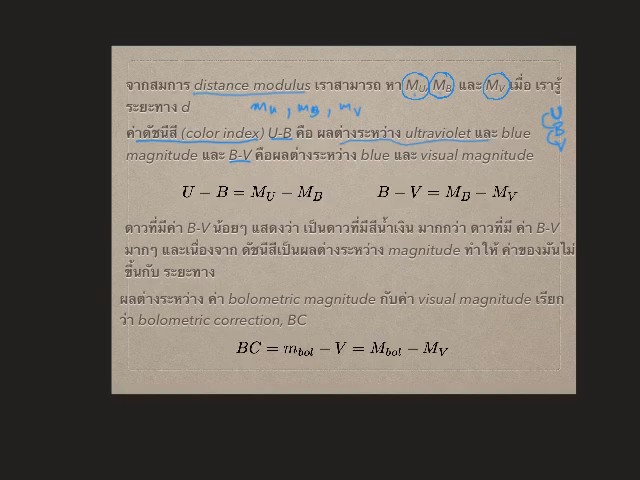 จากสมการ distance modulus เราสามารถ หา M_U M_B และ M_V เมื่อ เรารู้
ระยะทาง d
m_U , m_B , m_V
ค่าดัชนีสี (color index) U-B คือ ผลต่างระหว่าง ultraviolet และ blue
magnitude และ B-V คือผลต่างระหว่าง blue และ visual magnitude
U
B
V
U − B = M_U − M_B
B − V = M_B − M_V
ดาวที่มีค่า B-V น้อยๆ แสดงว่า เป็นดาวที่มีสีน้ำเงิน มากกว่า ดาวที่มี ค่า B-V
มากๆ และเนื่องจาก ดัชนีสีเป็นผลต่างระหว่าง magnitude ทำให้ ค่าของมันไม่
ขึ้นกับ ระยะทาง
ผลต่างระหว่าง ค่า bolometric magnitude กับค่า visual magnitude เรียก
ว่า bolometric correction, BC
BC = m_bol − V = M_bol − M_V